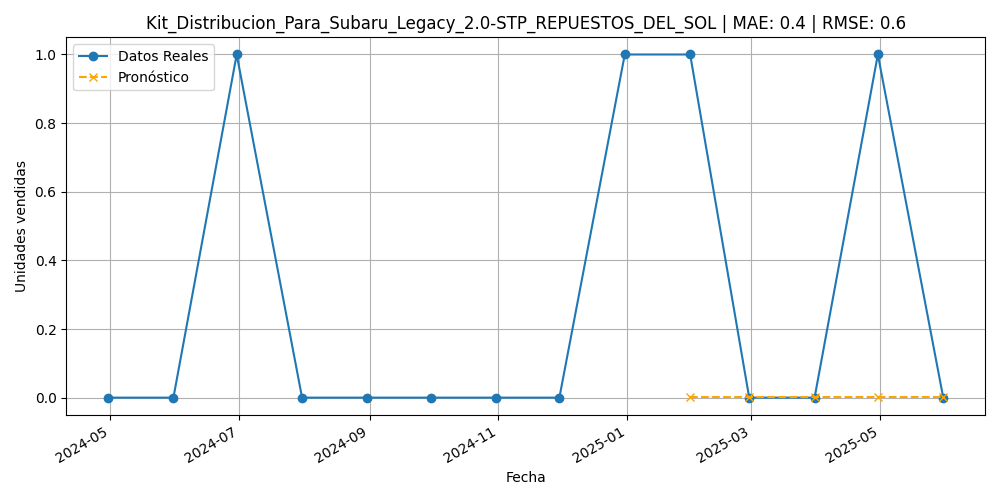 Kit_Distribucion_Para_Subaru_Legacy_2.0-STP_REPUESTOS_DEL_SOL | MAE: 0.4 | RMSE: 0.6
Datos Reales
Pronóstico
Unidades vendidas
1.0
0.8
0.6
0.4
0.2
0.0
2024-05
2024-07
2024-09
2024-11
2025-01
2025-03
2025-05
Fecha